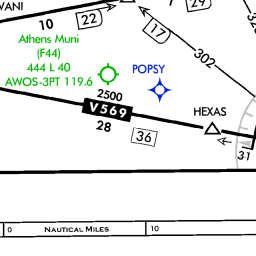 VANI
10
22
17
302
Athens Muni
(F44)
444 L 40
AWOS-3PT 119.6
POPSY
2500
V569
28
36
HEXAS
31
0 NAUTICAL MILES 10